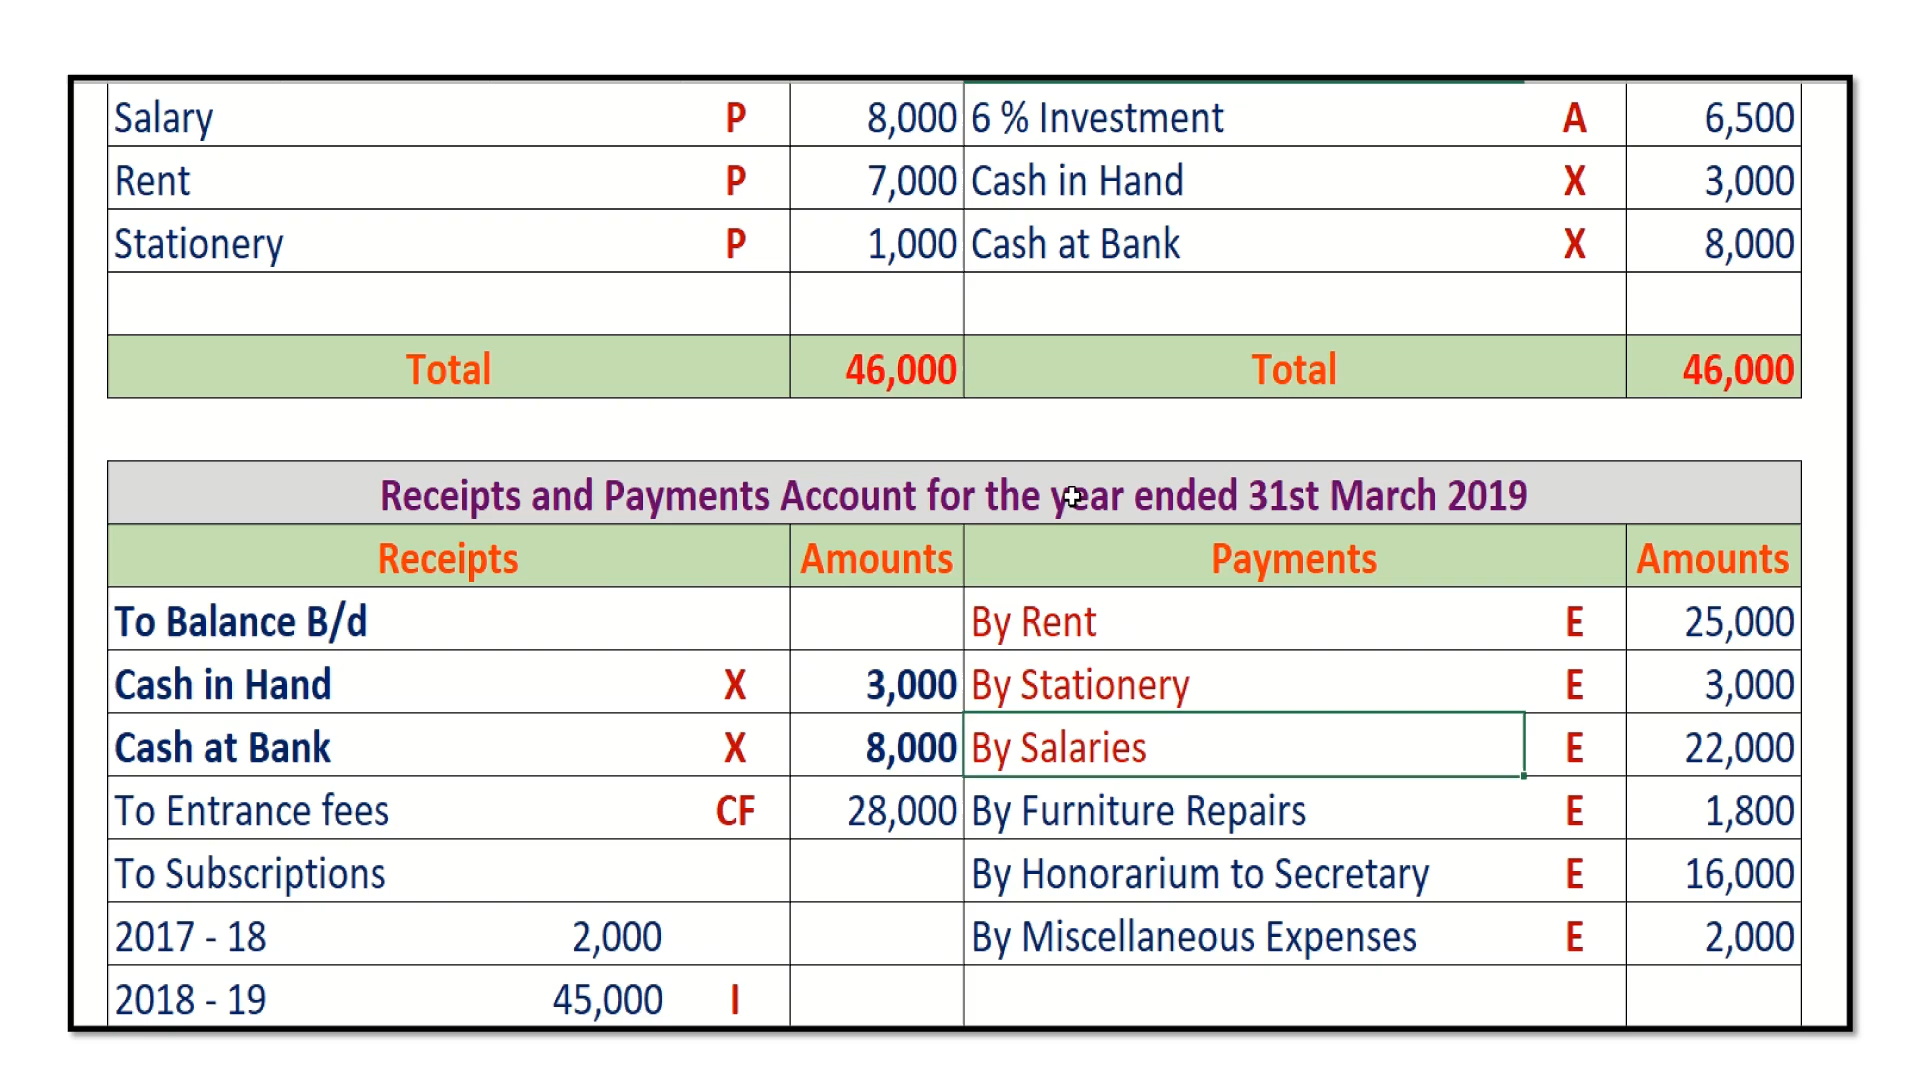 Salary P 8,000 6 % Investment A 6,500
Rent P 7,000 Cash in Hand X 3,000
Stationery P 1,000 Cash at Bank X 8,000
Total 46,000 Total 46,000
Receipts and Payments Account for the year ended 31st March 2019
Receipts Amounts Payments Amounts
To Balance B/d By Rent E 25,000
Cash in Hand X 3,000 By Stationery E 3,000
Cash at Bank X 8,000 By Salaries E 22,000
To Entrance fees CF 28,000 By Furniture Repairs E 1,800
To Subscriptions By Honorarium to Secretary E 16,000
2017 - 18 2,000 By Miscellaneous Expenses E 2,000
2018 - 19 45,000 I